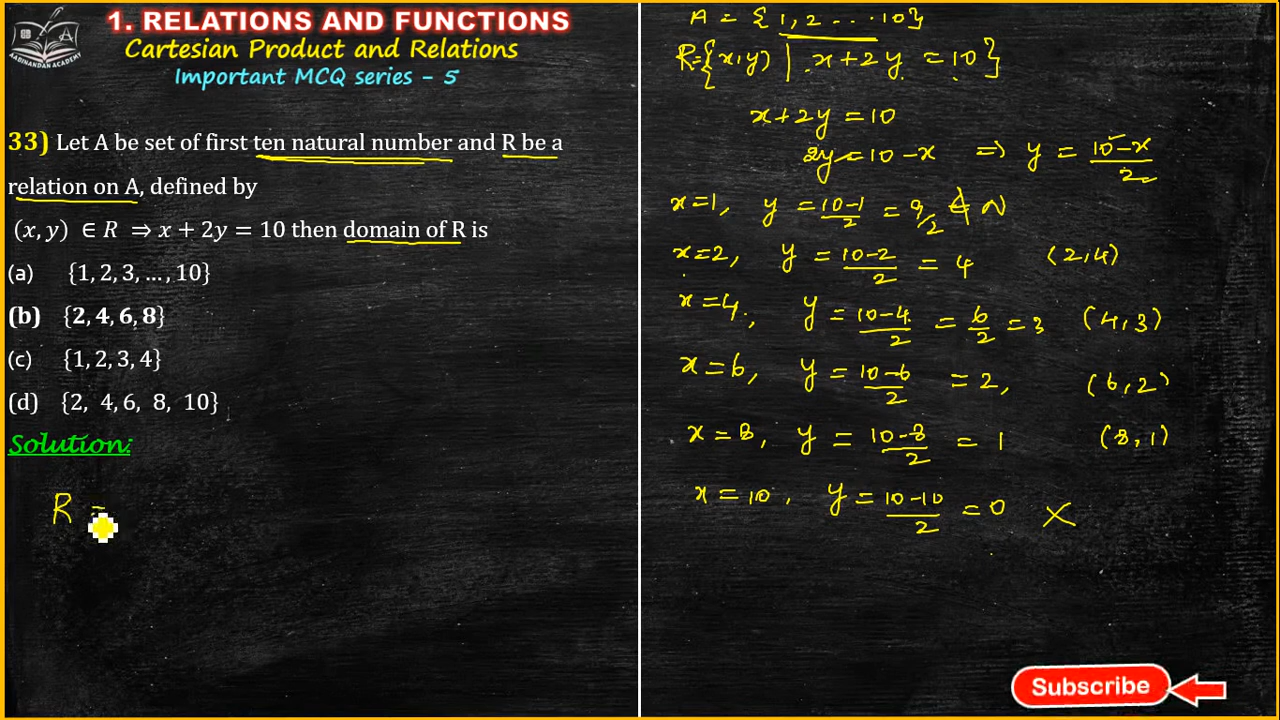 AADINANDAN ACADEMY
1. RELATIONS AND FUNCTIONS
Cartesian Product and Relations
Important MCQ series - 5
33) Let A be set of first ten natural number and R be a
relation on A, defined by
(x, y) ∈ R ⇒ x + 2y = 10 then domain of R is
(a) {1, 2, 3, …, 10}
(b) {2, 4, 6, 8}
(c) {1, 2, 3, 4}
(d) {2, 4, 6, 8, 10}
Solution:
R =
A = {1, 2 ... 10}
R = {x, y) | x + 2y = 10}
x + 2y = 10
2y = 10 - x ⇒ y = 10 - x / 2
x = 1, y = 10 - 1 / 2 = 9/2 ∉ N
x = 2, y = 10 - 2 / 2 = 4 (2, 4)
x = 4, y = 10 - 4 / 2 = 6/2 = 3 (4, 3)
x = 6, y = 10 - 6 / 2 = 2, (6, 2)
x = 8, y = 10 - 8 / 2 = 1 (8, 1)
x = 10, y = 10 - 10 / 2 = 0 ×
Subscribe